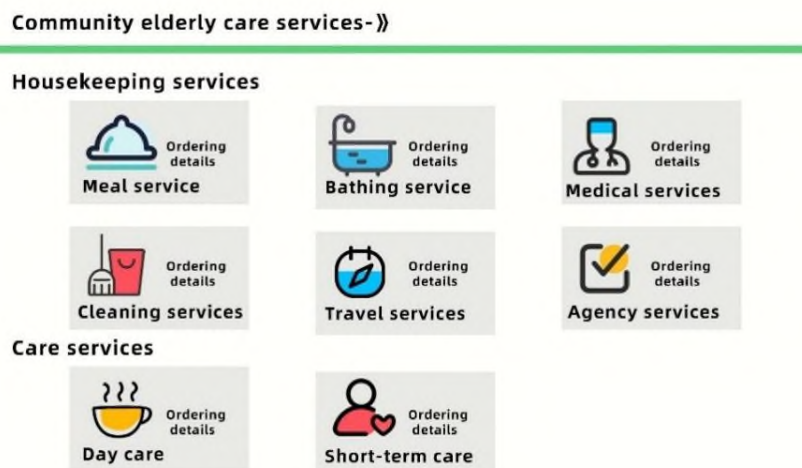 Community elderly care services-》
Housekeeping services
Ordering
details
Meal service
Ordering
details
Bathing service
Ordering
details
Medical services
Ordering
details
Cleaning services
Ordering
details
Travel services
Ordering
details
Agency services
Care services
Ordering
details
Day care
Ordering
details
Short-term care